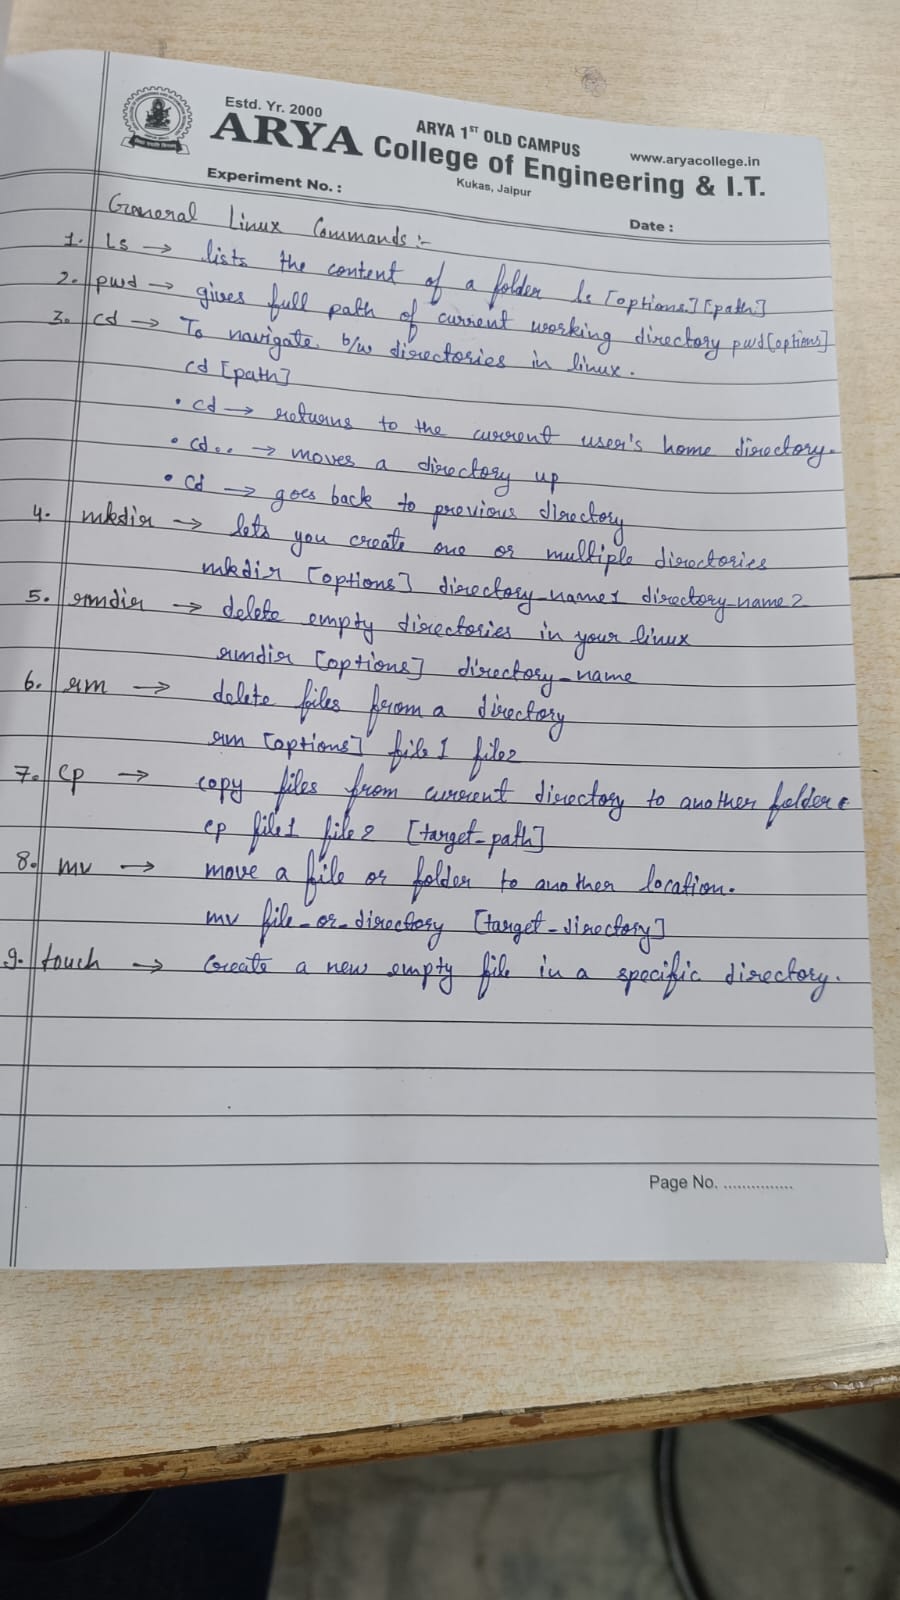 Estd. Yr. 2000
ARYA 1ST OLD CAMPUS
www.aryacollege.in
ARYA College of Engineering & I.T.
Kukas, Jaipur
Experiment No. :
Date :
General Linux Commands :-
1. Ls → lists the content of a folder ls [options] [path]
2. pwd → gives full path of current working directory pwd [options]
3. cd → To navigate b/w directories in linux.
cd [path]
• cd → returns to the current user's home directory.
• cd.. → moves a directory up
• cd → goes back to previous directory
4. mkdir → lets you create one or multiple directories
mkdir [options] directory_name1 directory_name2
5. rmdir → delete empty directories in your linux
rmdir [options] directory_name
6. rm → delete files from a directory
rm [options] file1 file2
7. cp → copy files from current directory to another folder.
cp file1 file2 [target_path]
8. mv → move a file or folder to another location.
mv file_or_directory [target_directory]
9. touch → Create a new empty file in a specific directory.
Page No. ...............